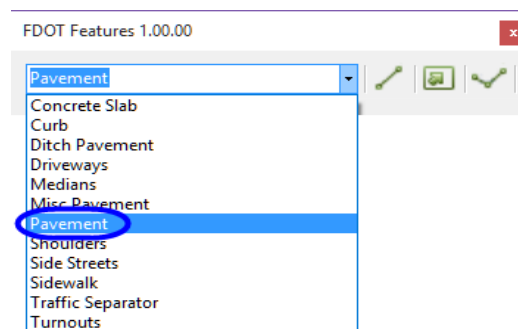 FDOT Features 1.00.00
x
Pavement
Concrete Slab
Curb
Ditch Pavement
Driveways
Medians
Misc Pavement
Pavement
Shoulders
Side Streets
Sidewalk
Traffic Separator
Turnouts